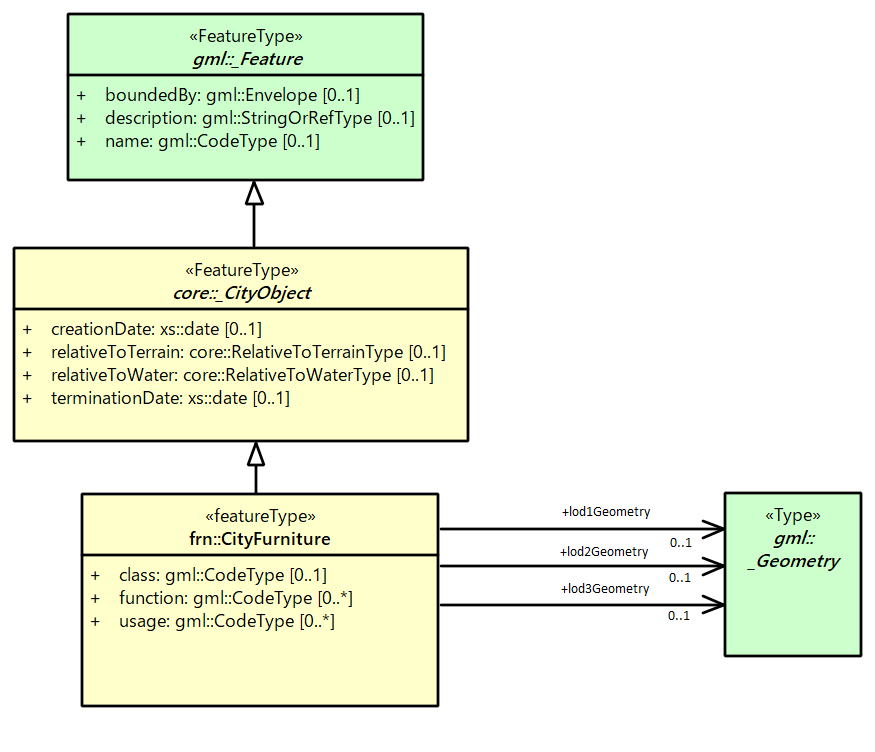 «FeatureType»
gml::_Feature
+ boundedBy: gml::Envelope [0..1]
+ description: gml::StringOrRefType [0..1]
+ name: gml::CodeType [0..1]
«FeatureType»
core::_CityObject
+ creationDate: xs::date [0..1]
+ relativeToTerrain: core::RelativeToTerrainType [0..1]
+ relativeToWater: core::RelativeToWaterType [0..1]
+ terminationDate: xs::date [0..1]
«featureType»
frn::CityFurniture
+ class: gml::CodeType [0..1]
+ function: gml::CodeType [0..*]
+ usage: gml::CodeType [0..*]
+lod1Geometry
0..1
+lod2Geometry
0..1
+lod3Geometry
0..1
«Type»
gml::
_Geometry